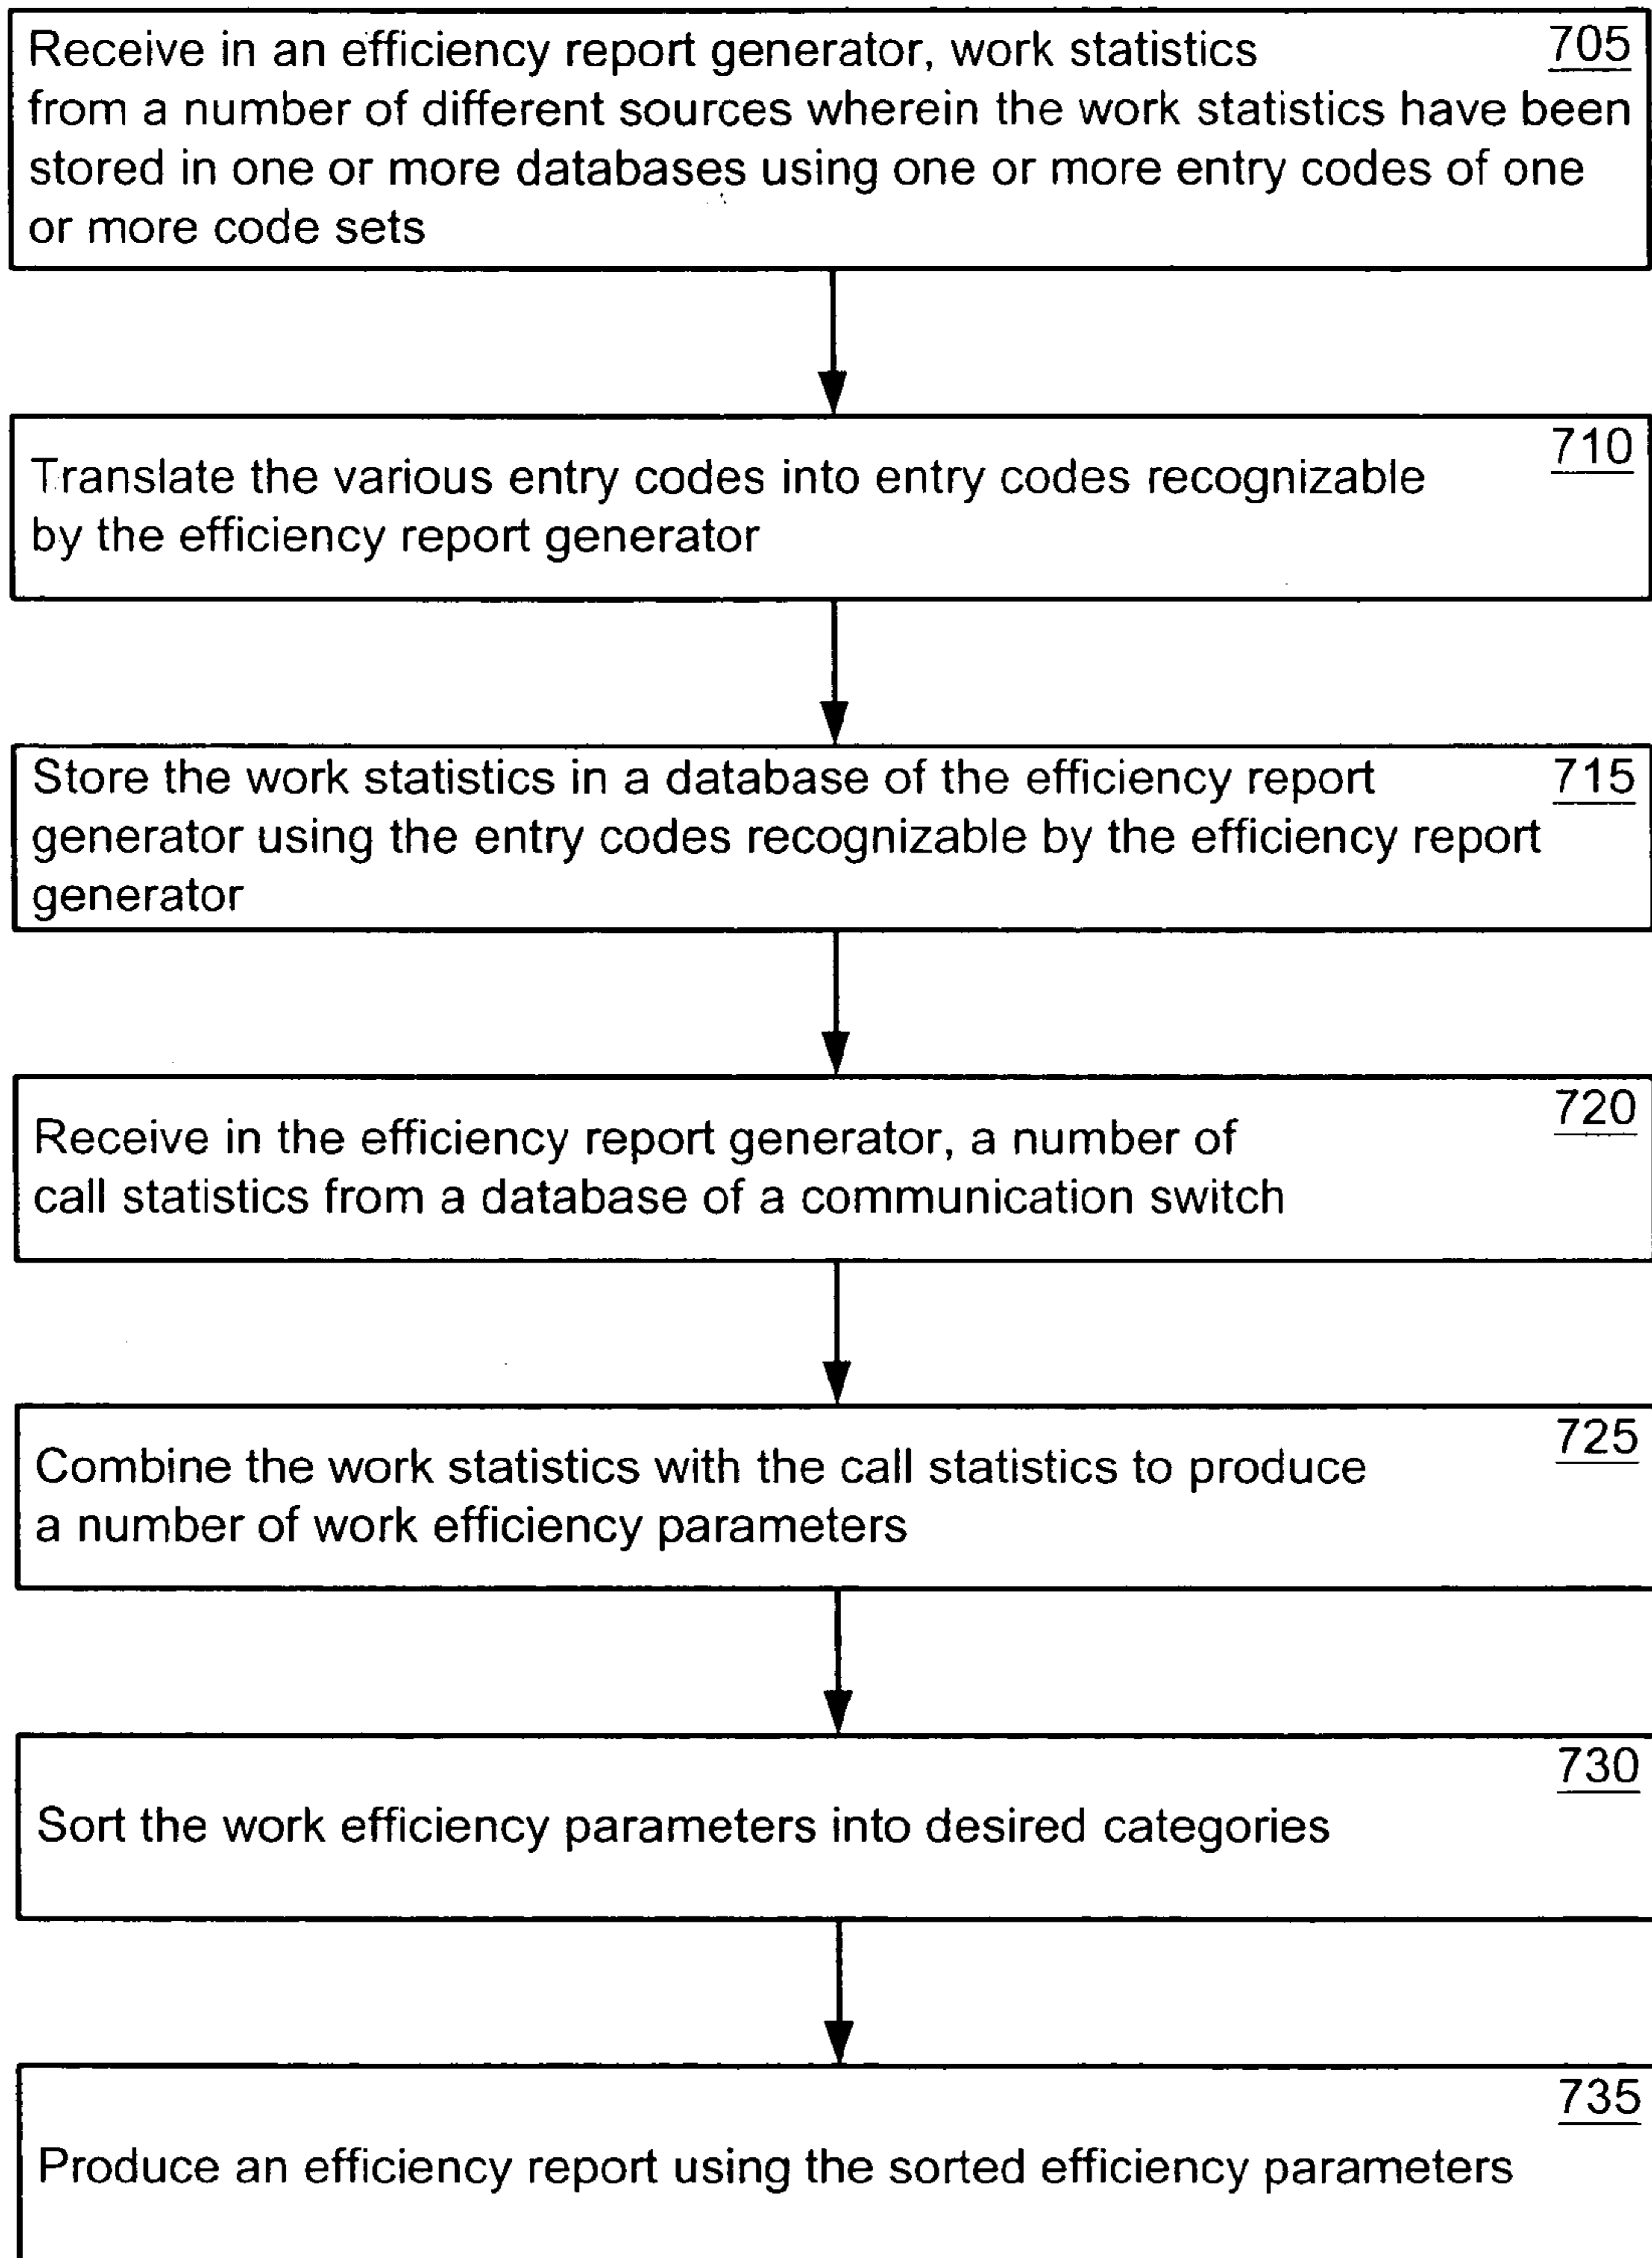 Receive in an efficiency report generator, work statistics 705
from a number of different sources wherein the work statistics have been
stored in one or more databases using one or more entry codes of one
or more code sets
710
Translate the various entry codes into entry codes recognizable
by the efficiency report generator
Store the work statistics in a database of the efficiency report 715
generator using the entry codes recognizable by the efficiency report
generator
720
Receive in the efficiency report generator, a number of
call statistics from a database of a communication switch
725
Combine the work statistics with the call statistics to produce
a number of work efficiency parameters
730
Sort the work efficiency parameters into desired categories
735
Produce an efficiency report using the sorted efficiency parameters